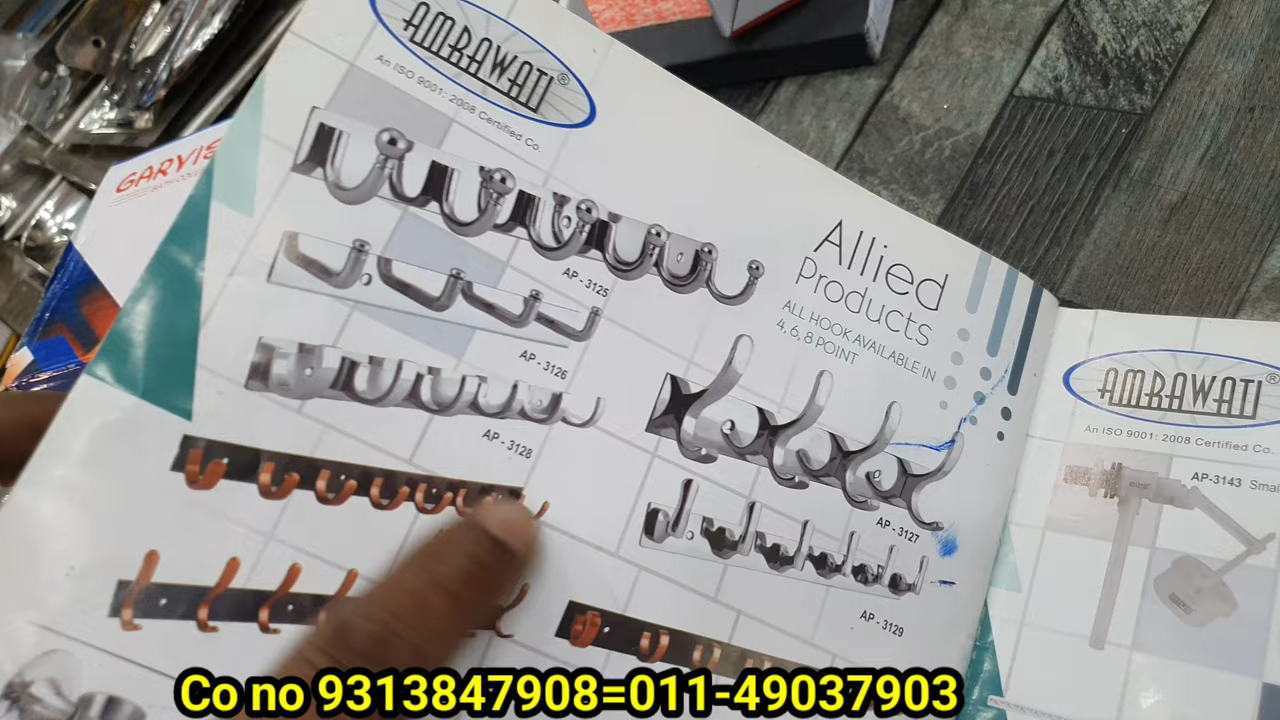 AMRAWATI®
An ISO 9001: 2008 Certified Co.
GARVIS
Allied
Products
ALL HOOK AVAILABLE IN
4, 6, 8 POINT
AP - 3125
AP - 3126
AP - 3128
AP - 3127
AP - 3129
AMRAWATI®
An ISO 9001: 2008 Certified Co.
AP-3143 Smal
Co no 9313847908=011-49037903